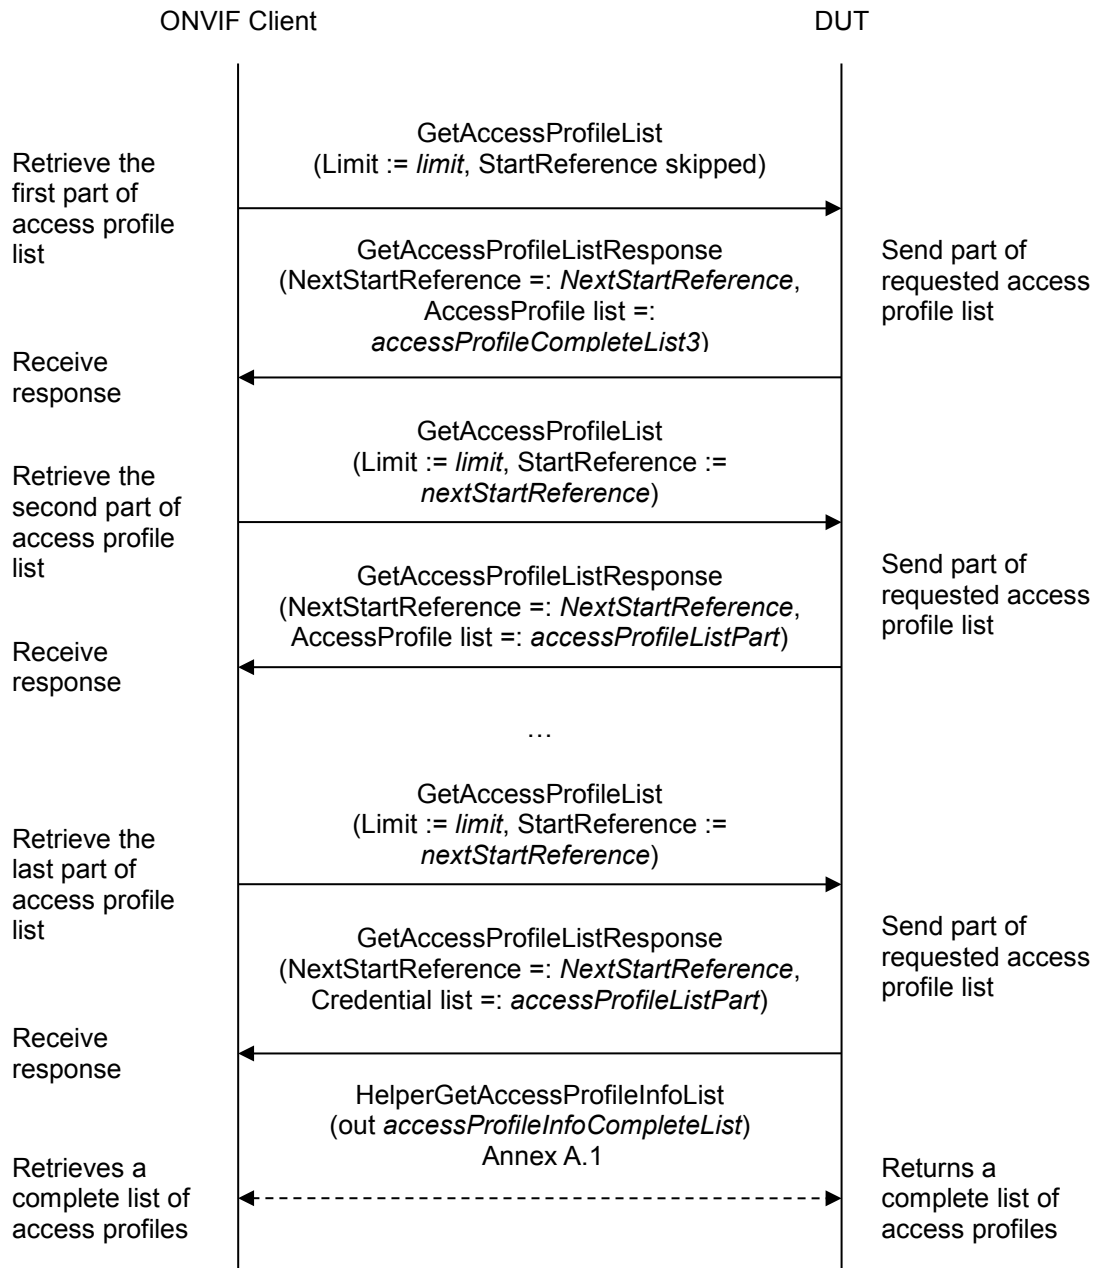 ONVIF Client
DUT
GetAccessProfileList
(Limit := limit, StartReference skipped)
Retrieve the
first part of
access profile
list
GetAccessProfileListResponse
(NextStartReference =: NextStartReference,
AccessProfile list =:
accessProfileCompleteList3)
Send part of
requested access
profile list
Receive
response
GetAccessProfileList
(Limit := limit, StartReference :=
nextStartReference)
Retrieve the
second part of
access profile
list
GetAccessProfileListResponse
(NextStartReference =: NextStartReference,
AccessProfile list =: accessProfileListPart)
Send part of
requested access
profile list
Receive
response
…
GetAccessProfileList
(Limit := limit, StartReference :=
nextStartReference)
Retrieve the
last part of
access profile
list
GetAccessProfileListResponse
(NextStartReference =: NextStartReference,
Credential list =: accessProfileListPart)
Send part of
requested access
profile list
Receive
response
HelperGetAccessProfileInfoList
(out accessProfileInfoCompleteList)
Annex A.1
Retrieves a
complete list of
access profiles
Returns a
complete list of
access profiles